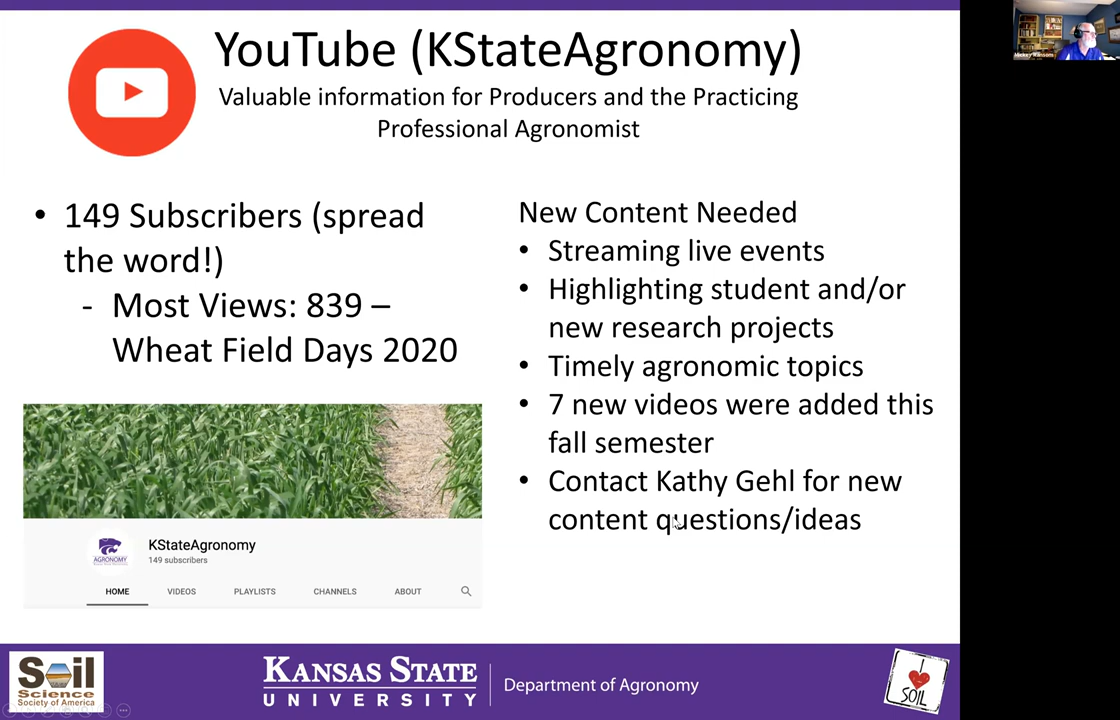 YouTube (KStateAgronomy)
Valuable information for Producers and the Practicing
Professional Agronomist
• 149 Subscribers (spread
the word!)
- Most Views: 839 –
Wheat Field Days 2020
New Content Needed
• Streaming live events
• Highlighting student and/or
new research projects
• Timely agronomic topics
• 7 new videos were added this
fall semester
• Contact Kathy Gehl for new
content questions/ideas
AGRONOMY
KStateAgronomy
149 subscribers
HOME VIDEOS PLAYLISTS CHANNELS ABOUT
Soil
Science
Society of America
KANSAS STATE
UNIVERSITY
Department of Agronomy
I
SOIL
Mickey Ransom